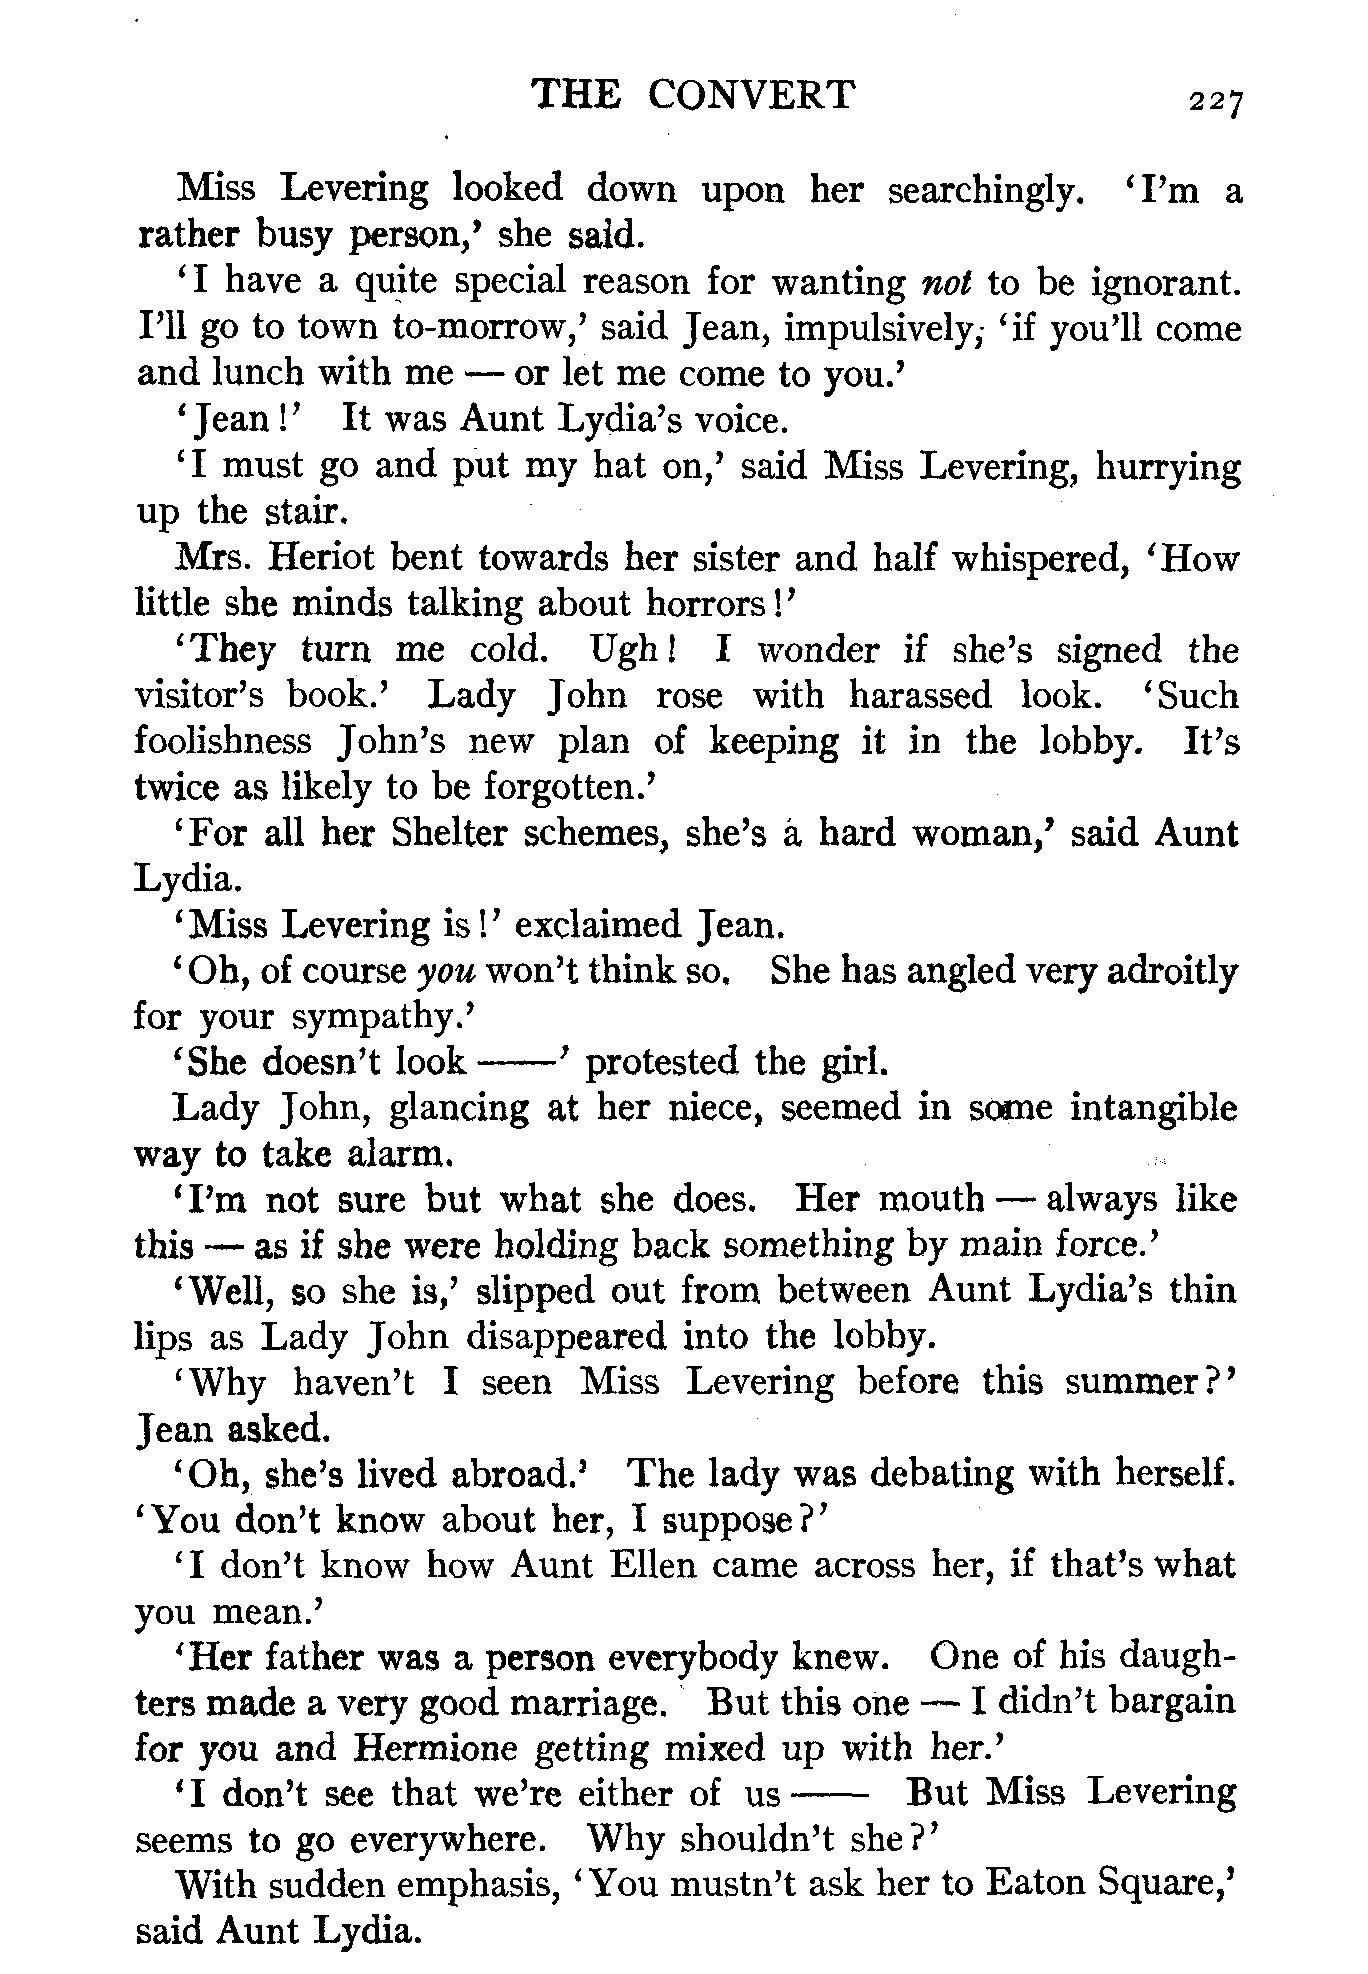 THE CONVERT 227
Miss Levering looked down upon her searchingly. ‘I’m a
rather busy person,’ she said.
‘I have a quite special reason for wanting not to be ignorant.
I’ll go to town to-morrow,’ said Jean, impulsively, ‘if you’ll come
and lunch with me — or let me come to you.’
‘Jean!’ It was Aunt Lydia’s voice.
‘I must go and put my hat on,’ said Miss Levering, hurrying
up the stair.
Mrs. Heriot bent towards her sister and half whispered, ‘How
little she minds talking about horrors!’
‘They turn me cold. Ugh! I wonder if she’s signed the
visitor’s book.’ Lady John rose with harassed look. ‘Such
foolishness John’s new plan of keeping it in the lobby. It’s
twice as likely to be forgotten.’
‘For all her Shelter schemes, she’s a hard woman,’ said Aunt
Lydia.
‘Miss Levering is!’ exclaimed Jean.
‘Oh, of course you won’t think so. She has angled very adroitly
for your sympathy.’
‘She doesn’t look ——’ protested the girl.
Lady John, glancing at her niece, seemed in some intangible
way to take alarm.
‘I’m not sure but what she does. Her mouth — always like
this — as if she were holding back something by main force.’
‘Well, so she is,’ slipped out from between Aunt Lydia’s thin
lips as Lady John disappeared into the lobby.
‘Why haven’t I seen Miss Levering before this summer?’
Jean asked.
‘Oh, she’s lived abroad.’ The lady was debating with herself.
‘You don’t know about her, I suppose?’
‘I don’t know how Aunt Ellen came across her, if that’s what
you mean.’
‘Her father was a person everybody knew. One of his daugh-
ters made a very good marriage. But this one — I didn’t bargain
for you and Hermione getting mixed up with her.’
‘I don’t see that we’re either of us —— But Miss Levering
seems to go everywhere. Why shouldn’t she?’
With sudden emphasis, ‘You mustn’t ask her to Eaton Square,’
said Aunt Lydia.